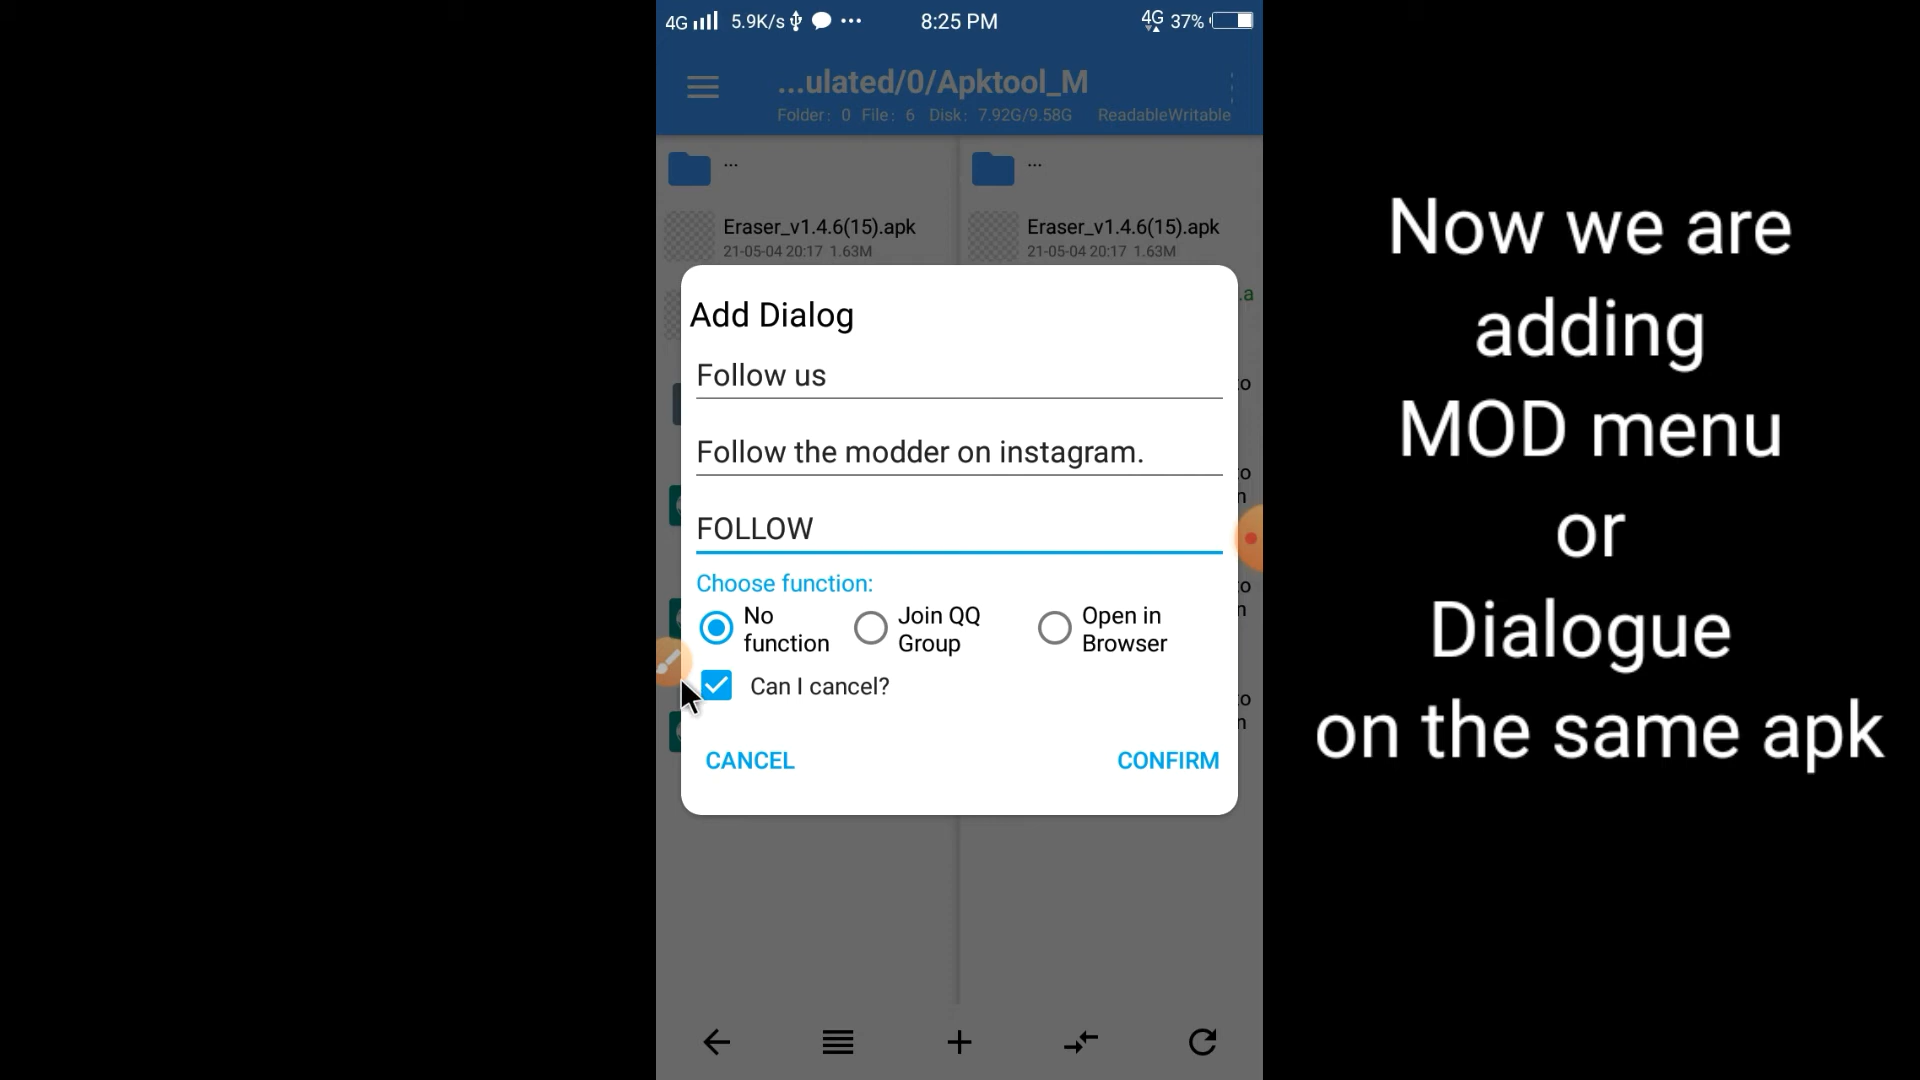 4G 5.9K/s 8:25 PM 4G 37%
...ulated/0/Apktool_M
Folder: 0 File: 6 Disk: 7.92G/9.58G ReadableWritable
... ...
Eraser_v1.4.6(15).apk Eraser_v1.4.6(15).apk
21-05-04 20:17 1.63M 21-05-04 20:17 1.63M
Add Dialog
Follow us
Follow the modder on instagram.
FOLLOW
Choose function:
No function
Join QQ Group
Open in Browser
Can I cancel?
CANCEL CONFIRM
Now we are
adding
MOD menu
or
Dialogue
on the same apk